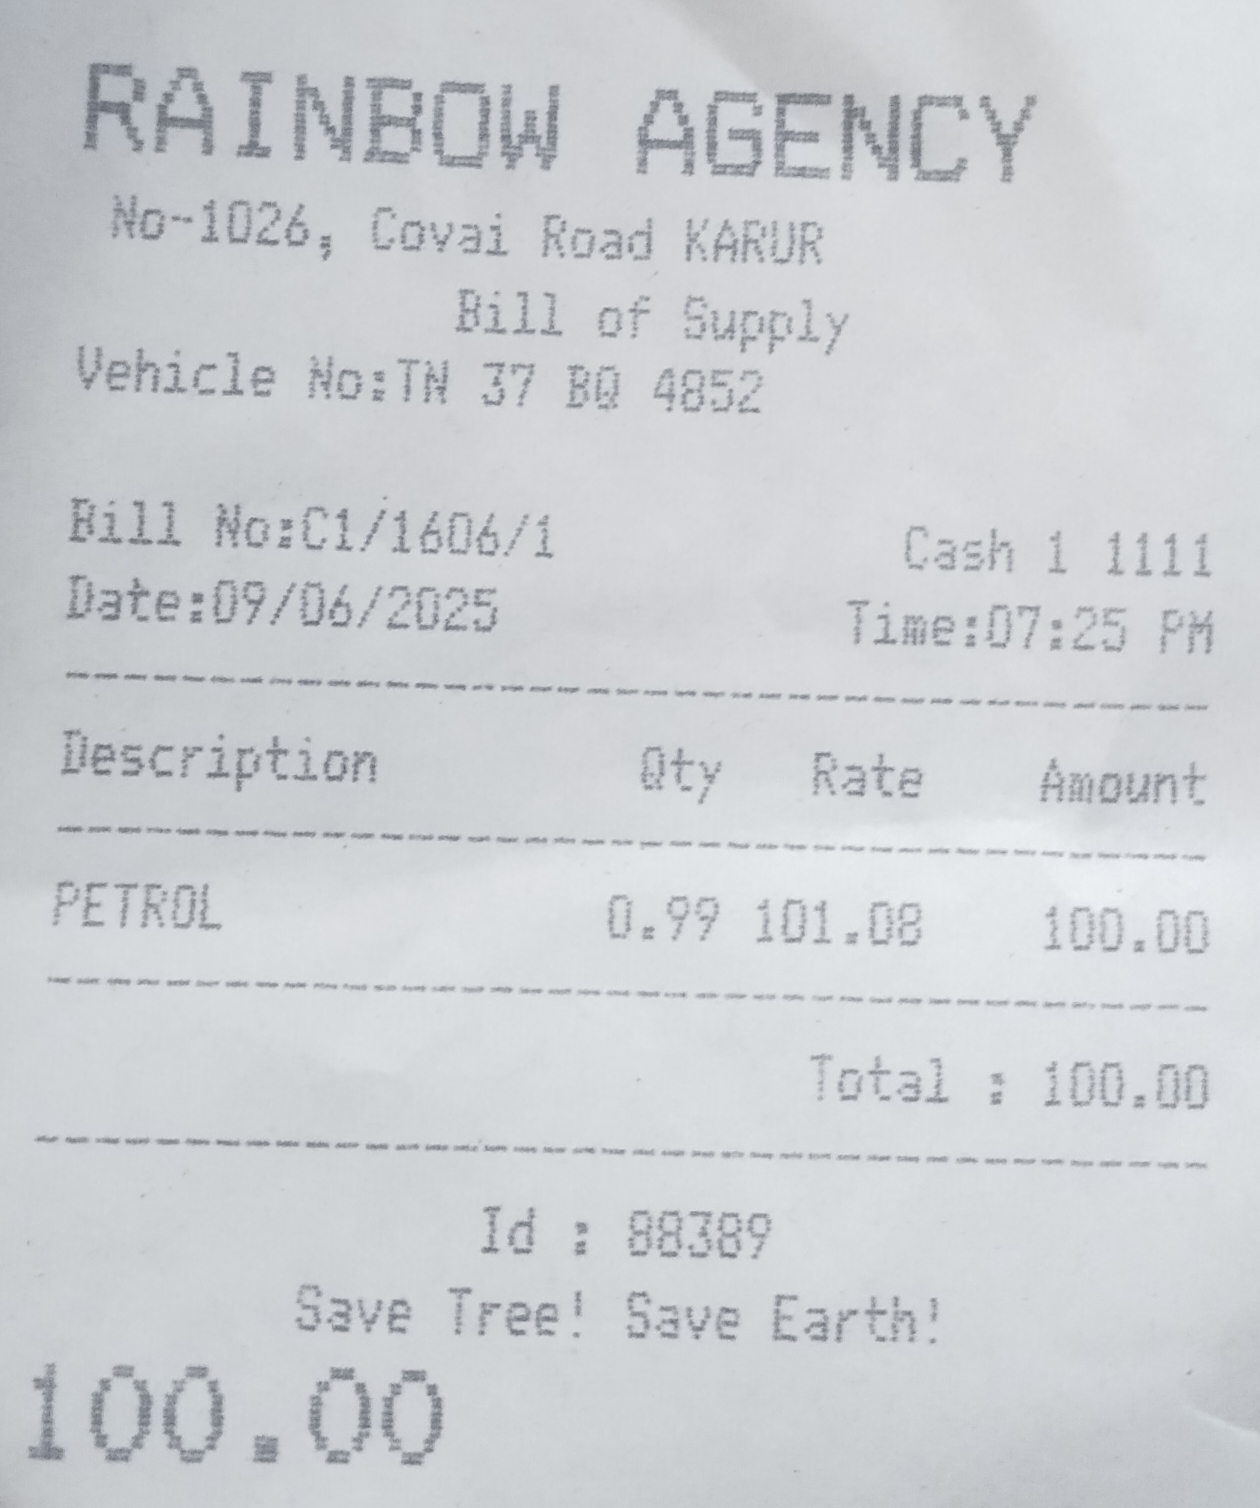 RAINBOW AGENCY
No-1026, Covai Road KARUR
Bill of Supply
Vehicle No:TN 37 BQ 4852
Bill No:C1/1606/1 Cash 1 1111
Date:09/06/2025 Time:07:25 PM
Description Qty Rate Amount
PETROL 0.99 101.08 100.00
Total : 100.00
Id : 88389
Save Tree! Save Earth!
100.00